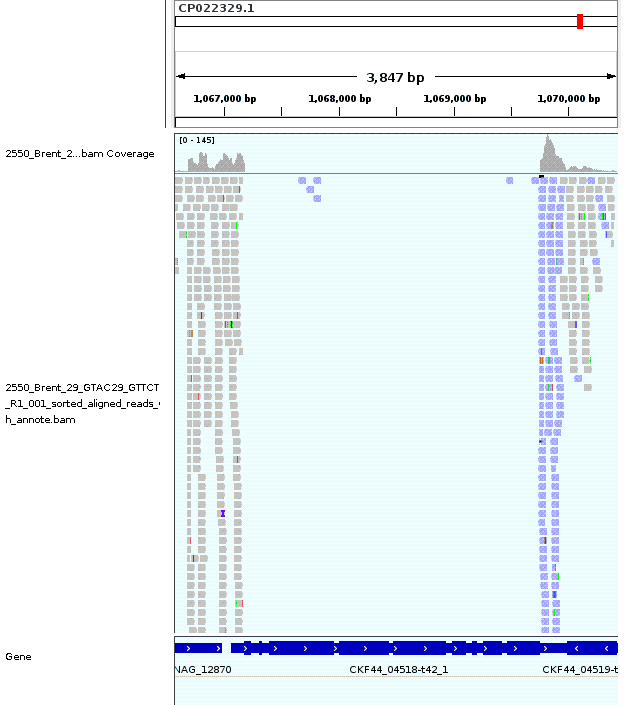 CP022329.1
3,847 bp
1,067,000 bp 1,068,000 bp 1,069,000 bp 1,070,000 bp
[0 - 145]
2550_Brent_2...bam Coverage
2550_Brent_29_GTAC29_GTTCT
_R1_001_sorted_aligned_reads_
h_annote.bam
Gene
NAG_12870 CKF44_04518-t42_1 CKF44_04519-t